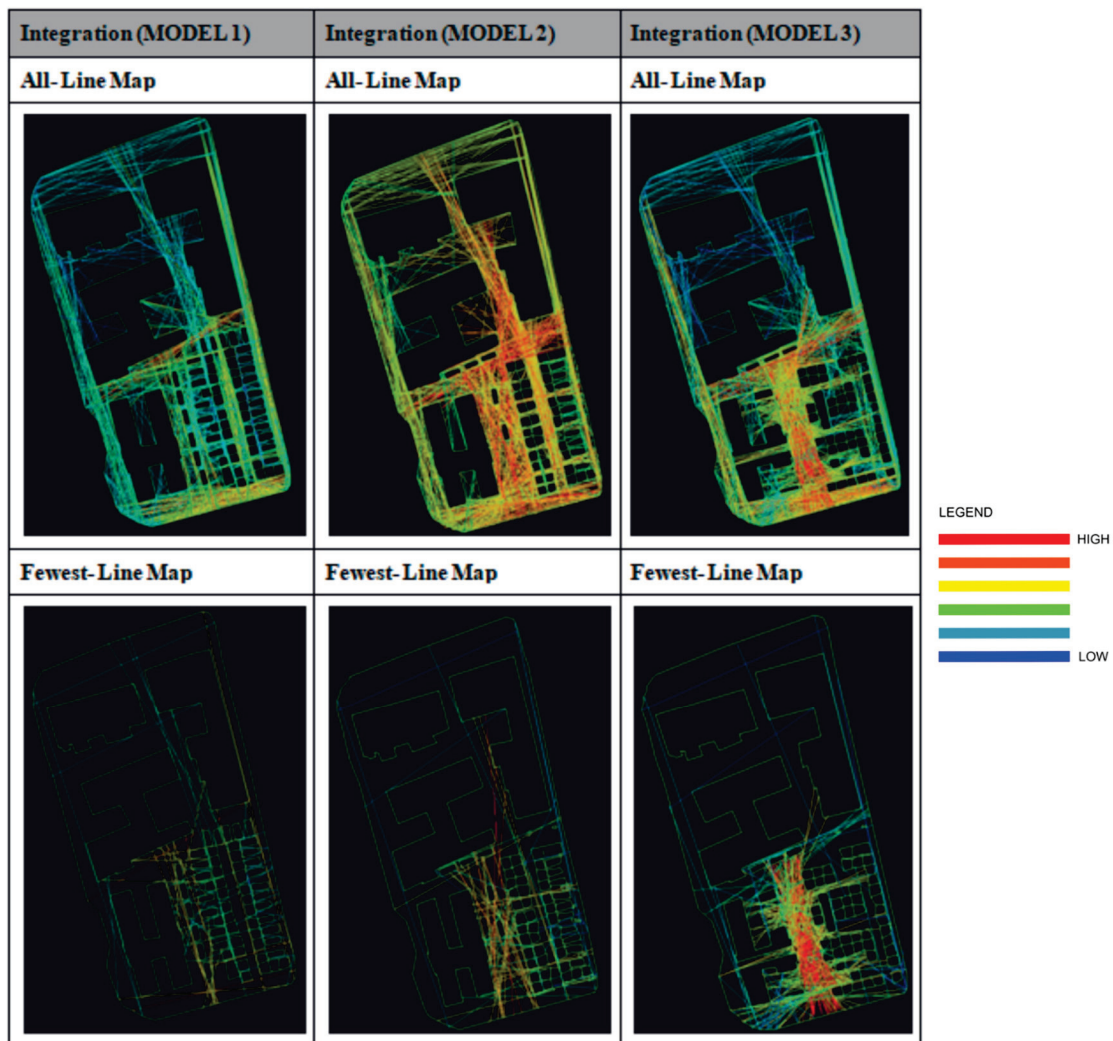 Integration (MODEL 1)
Integration (MODEL 2)
Integration (MODEL 3)
All-Line Map
All-Line Map
All-Line Map
LEGEND
HIGH
LOW
Fewest-Line Map
Fewest-Line Map
Fewest-Line Map